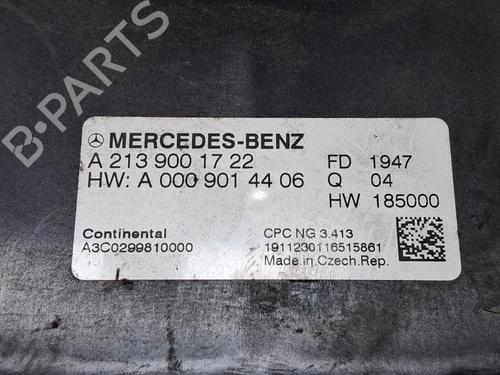 B-Parts
MERCEDES-BENZ
A 213 900 17 22 FD 1947
HW: A 000 901 44 06 Q 04
HW 185000
Continental CPC NG 3.413
A3C0299810000 1911230116515861
Made in Czech.Rep.